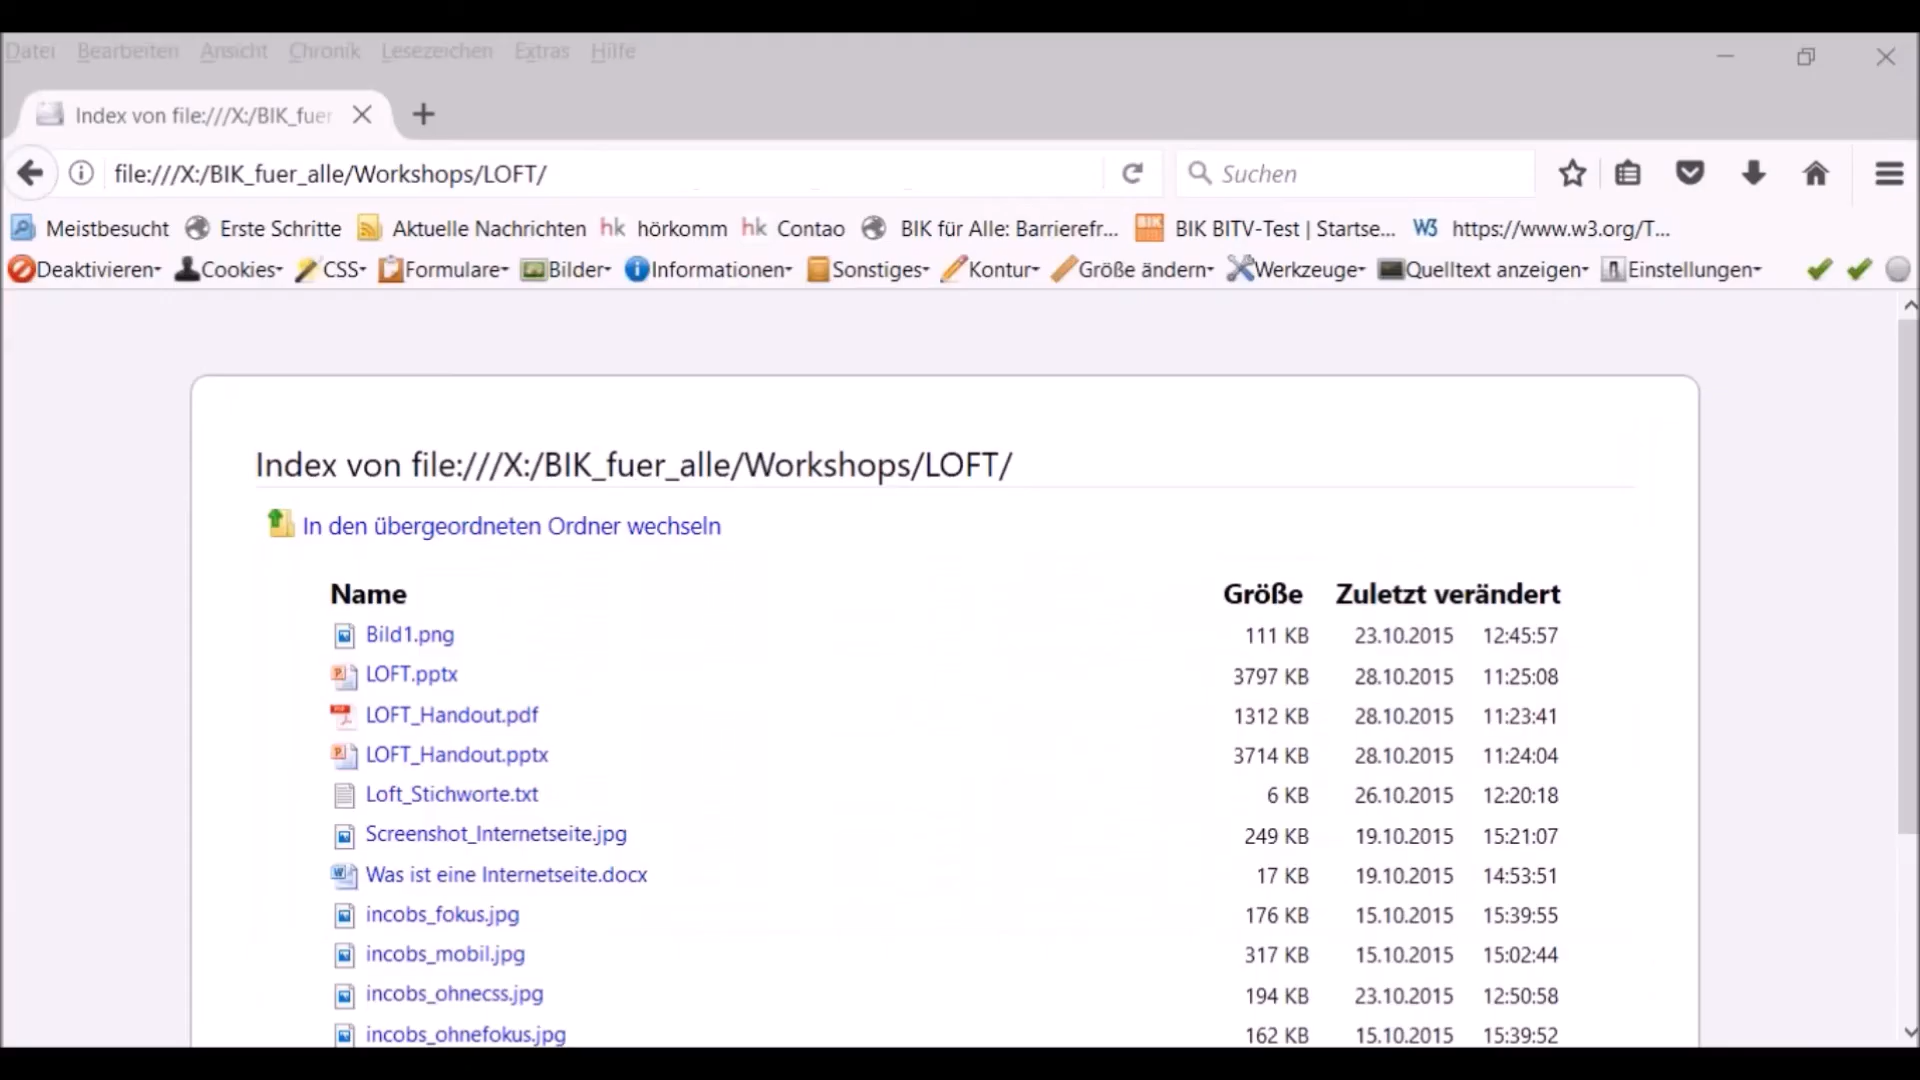 Datei Bearbeiten Ansicht Chronik Lesezeichen Extras Hilfe
Index von file:///X:/BIK_fuer
file:///X:/BIK_fuer_alle/Workshops/LOFT/ Suchen
Meistbesucht Erste Schritte Aktuelle Nachrichten hk hörkomm hk Contao BIK für Alle: Barrierefr... BIK BIK BITV-Test | Startse... W3 https://www.w3.org/T...
Deaktivieren Cookies CSS Formulare Bilder Informationen Sonstiges Kontur Größe ändern Werkzeuge Quelltext anzeigen Einstellungen
Index von file:///X:/BIK_fuer_alle/Workshops/LOFT/
In den übergeordneten Ordner wechseln
Name Größe Zuletzt verändert
Bild1.png 111 KB 23.10.2015 12:45:57
LOFT.pptx 3797 KB 28.10.2015 11:25:08
LOFT_Handout.pdf 1312 KB 28.10.2015 11:23:41
LOFT_Handout.pptx 3714 KB 28.10.2015 11:24:04
Loft_Stichworte.txt 6 KB 26.10.2015 12:20:18
Screenshot_Internetseite.jpg 249 KB 19.10.2015 15:21:07
Was ist eine Internetseite.docx 17 KB 19.10.2015 14:53:51
incobs_fokus.jpg 176 KB 15.10.2015 15:39:55
incobs_mobil.jpg 317 KB 15.10.2015 15:02:44
incobs_ohnecss.jpg 194 KB 23.10.2015 12:50:58
incobs_ohnefokus.jpg 162 KB 15.10.2015 15:39:52